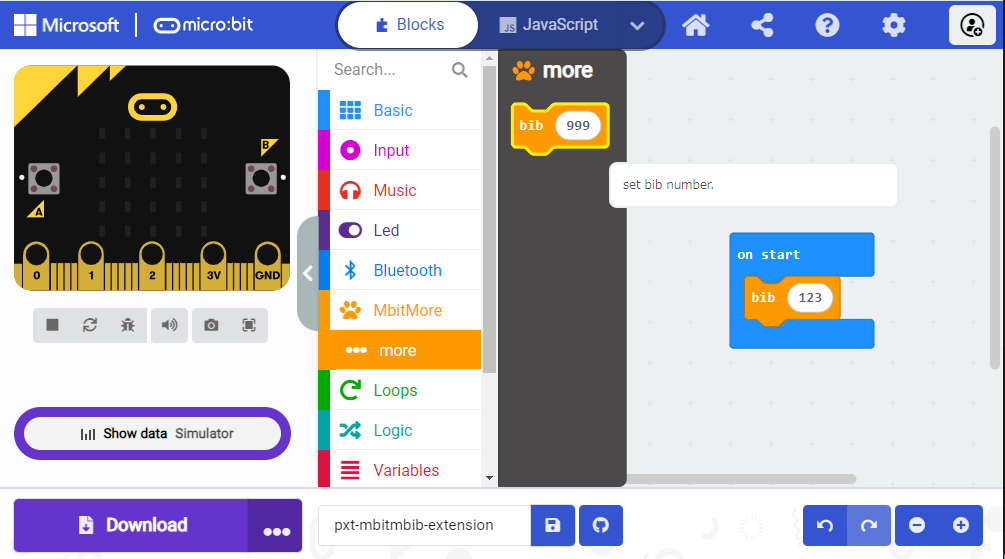 Microsoft
micro:bit
Blocks
JavaScript
Search...
Basic
Input
Music
Led
Bluetooth
MbitMore
more
Loops
Logic
Variables
more
bib 999
set bib number.
on start
bib 123
A
B
0 1 2 3V GND
Show data Simulator
Download
pxt-mbitmbib-extension